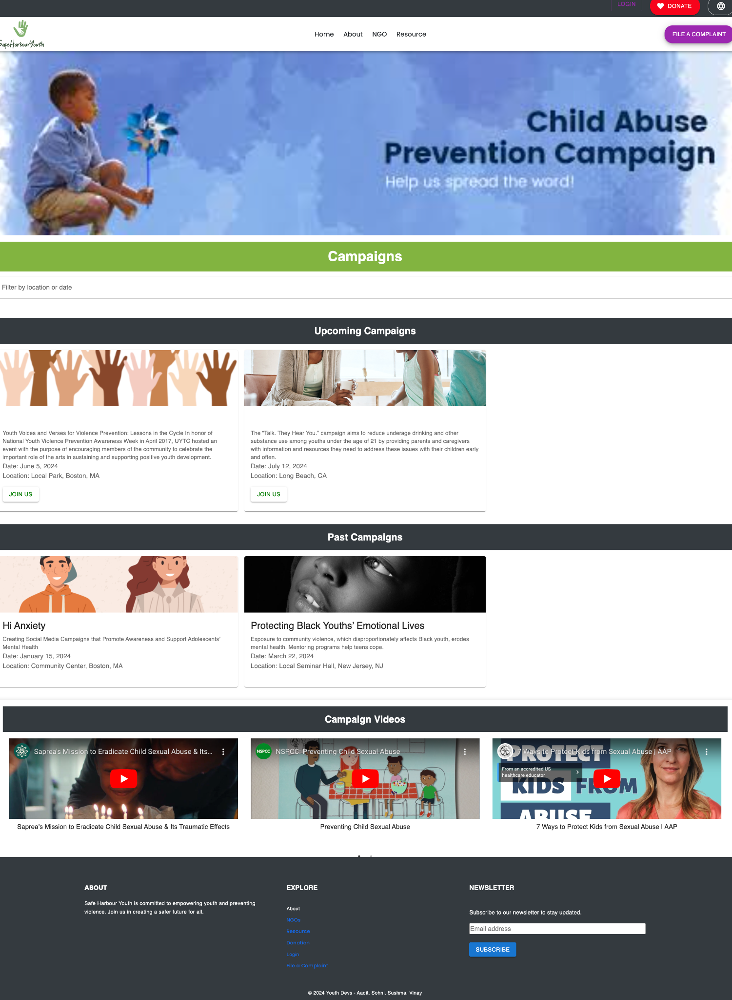 LOGIN
DONATE
SafeHarbourYouth
Home About NGO Resource
FILE A COMPLAINT
Child Abuse
Prevention Campaign
Help us spread the word!
Campaigns
Filter by location or date
Upcoming Campaigns
Youth Voices and Verses for Violence Prevention: Lessons in the Cycle In honor of
National Youth Violence Prevention Awareness Week in April 2017, UYTC hosted an
event with the purpose of encouraging members of the community to celebrate the
important role of the arts in sustaining and supporting positive youth development.
Date: June 5, 2024
Location: Local Park, Boston, MA
JOIN US
The “Talk. They Hear You.” campaign aims to reduce underage drinking and other
substance use among youths under the age of 21 by providing parents and caregivers
with information and resources they need to address these issues with their children early
and often.
Date: July 12, 2024
Location: Long Beach, CA
JOIN US
Past Campaigns
Hi Anxiety
Creating Social Media Campaigns that Promote Awareness and Support Adolescents’
Mental Health
Date: January 15, 2024
Location: Community Center, Boston, MA
Protecting Black Youths’ Emotional Lives
Exposure to community violence, which disproportionately affects Black youth, erodes
mental health. Mentoring programs help teens cope.
Date: March 22, 2024
Location: Local Seminar Hall, New Jersey, NJ
Campaign Videos
Saprea's Mission to Eradicate Child Sexual Abuse & Its...
Saprea's Mission to Eradicate Child Sexual Abuse & Its Traumatic Effects
NSPCC
NSPCC: Preventing Child Sexual Abuse
Preventing Child Sexual Abuse
7 Ways to Protect Kids from Sexual Abuse | AAP
PROTECT
From an accredited US
healthcare educator
KIDS FROM
ABUSE
7 Ways to Protect Kids from Sexual Abuse | AAP
ABOUT
Safe Harbour Youth is committed to empowering youth and preventing
violence. Join us in creating a safer future for all.
EXPLORE
About
NGOs
Resource
Donation
Login
File a Complaint
NEWSLETTER
Subscribe to our newsletter to stay updated.
Email address
SUBSCRIBE
© 2024 Youth Devs - Aadit, Sohni, Sushma, Vinay